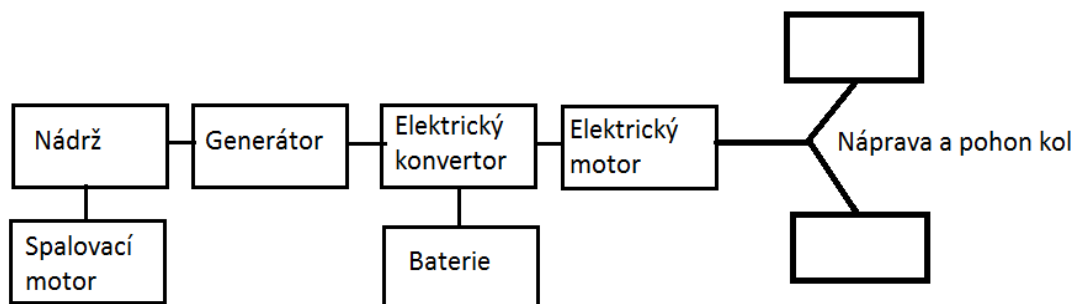 Nádrž
Generátor
Elektrický
konvertor
Elektrický
motor
Náprava a pohon kol
Spalovací
motor
Baterie